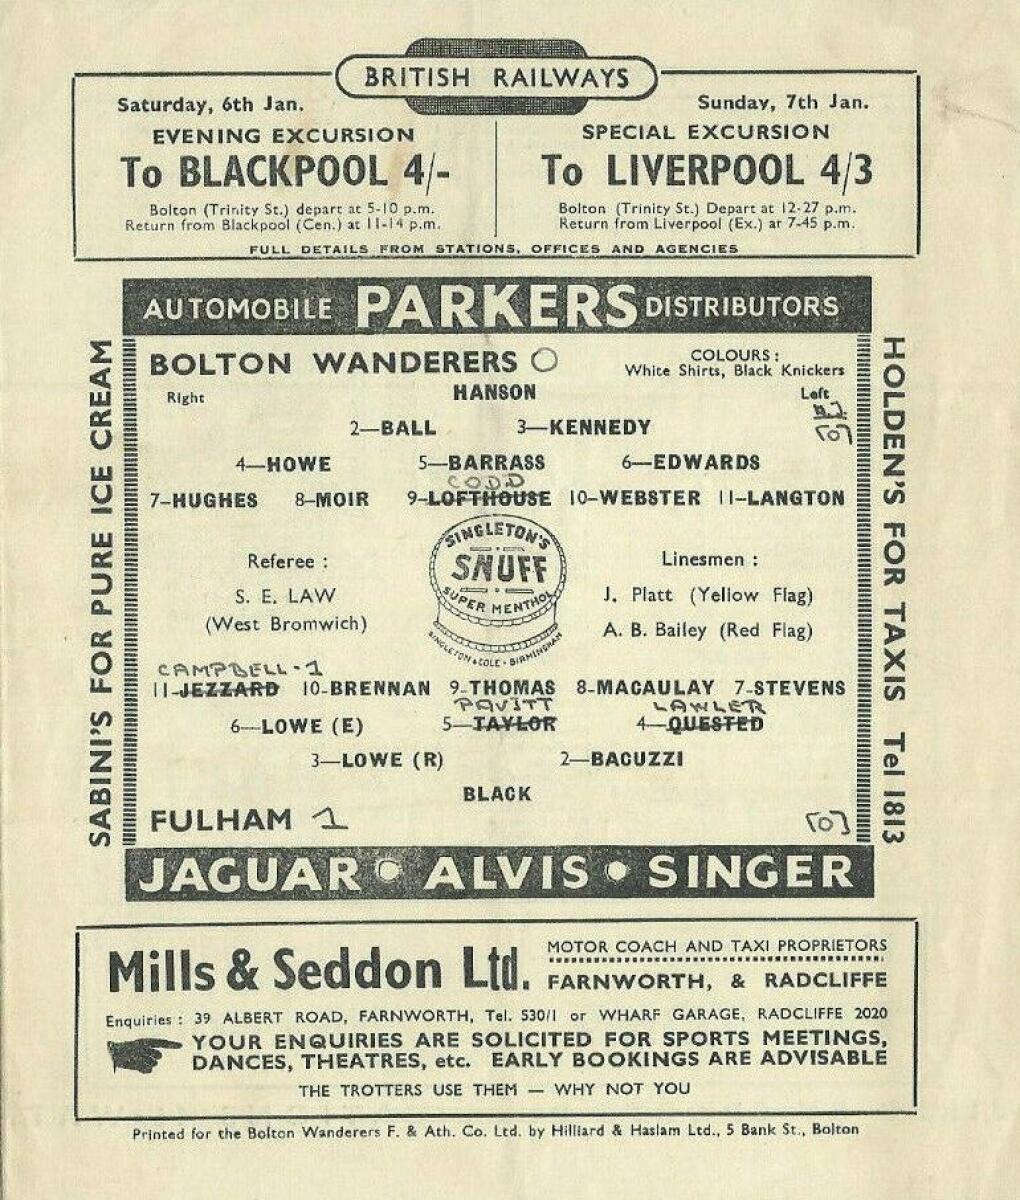 BRITISH RAILWAYS
Saturday, 6th Jan.
EVENING EXCURSION
To BLACKPOOL 4/-
Bolton (Trinity St.) depart at 5-10 p.m.
Return from Blackpool (Cen.) at 11-14 p.m.
Sunday, 7th Jan.
SPECIAL EXCURSION
To LIVERPOOL 4/3
Bolton (Trinity St.) Depart at 12-27 p.m.
Return from Liverpool (Ex.) ar 7-45 p.m.
FULL DETAILS FROM STATIONS, OFFICES AND AGENCIES
SABINI'S FOR PURE ICE CREAM
AUTOMOBILE PARKERS DISTRIBUTORS
BOLTON WANDERERS 0
COLOURS :
White Shirts, Black Knickers
Right HANSON Left
H.T.
[0]
2—BALL 3—KENNEDY
4—HOWE 5—BARRASS 6—EDWARDS
CODD
7-HUGHES 8-MOIR 9-LOFTHOUSE 10-WEBSTER 11-LANGTON
Referee :
S. E. LAW
(West Bromwich)
SINGLETON'S
SNUFF
SUPER MENTHOL
SINGLETON & COLE · BIRMINGHAM
Linesmen :
J. Platt (Yellow Flag)
A. B. Bailey (Red Flag)
CAMPBELL-1
11-JEZZARD 10-BRENNAN 9-THOMAS 8-MACAULAY 7-STEVENS
PAVITT LAWLER
6—LOWE (E) 5—TAYLOR 4—QUESTED
3—LOWE (R) 2—BACUZZI
BLACK
FULHAM 1 [0]
JAGUAR • ALVIS • SINGER
HOLDEN'S FOR TAXIS Tel 1813
Mills & Seddon Ltd. MOTOR COACH AND TAXI PROPRIETORS
FARNWORTH, & RADCLIFFE
Enquiries : 39 ALBERT ROAD, FARNWORTH, Tel. 530/1 or WHARF GARAGE, RADCLIFFE 2020
YOUR ENQUIRIES ARE SOLICITED FOR SPORTS MEETINGS,
DANCES, THEATRES, etc. EARLY BOOKINGS ARE ADVISABLE
THE TROTTERS USE THEM — WHY NOT YOU
Printed for the Bolton Wanderers F. & Ath. Co. Ltd. by Hilliard & Haslam Ltd., 5 Bank St., Bolton